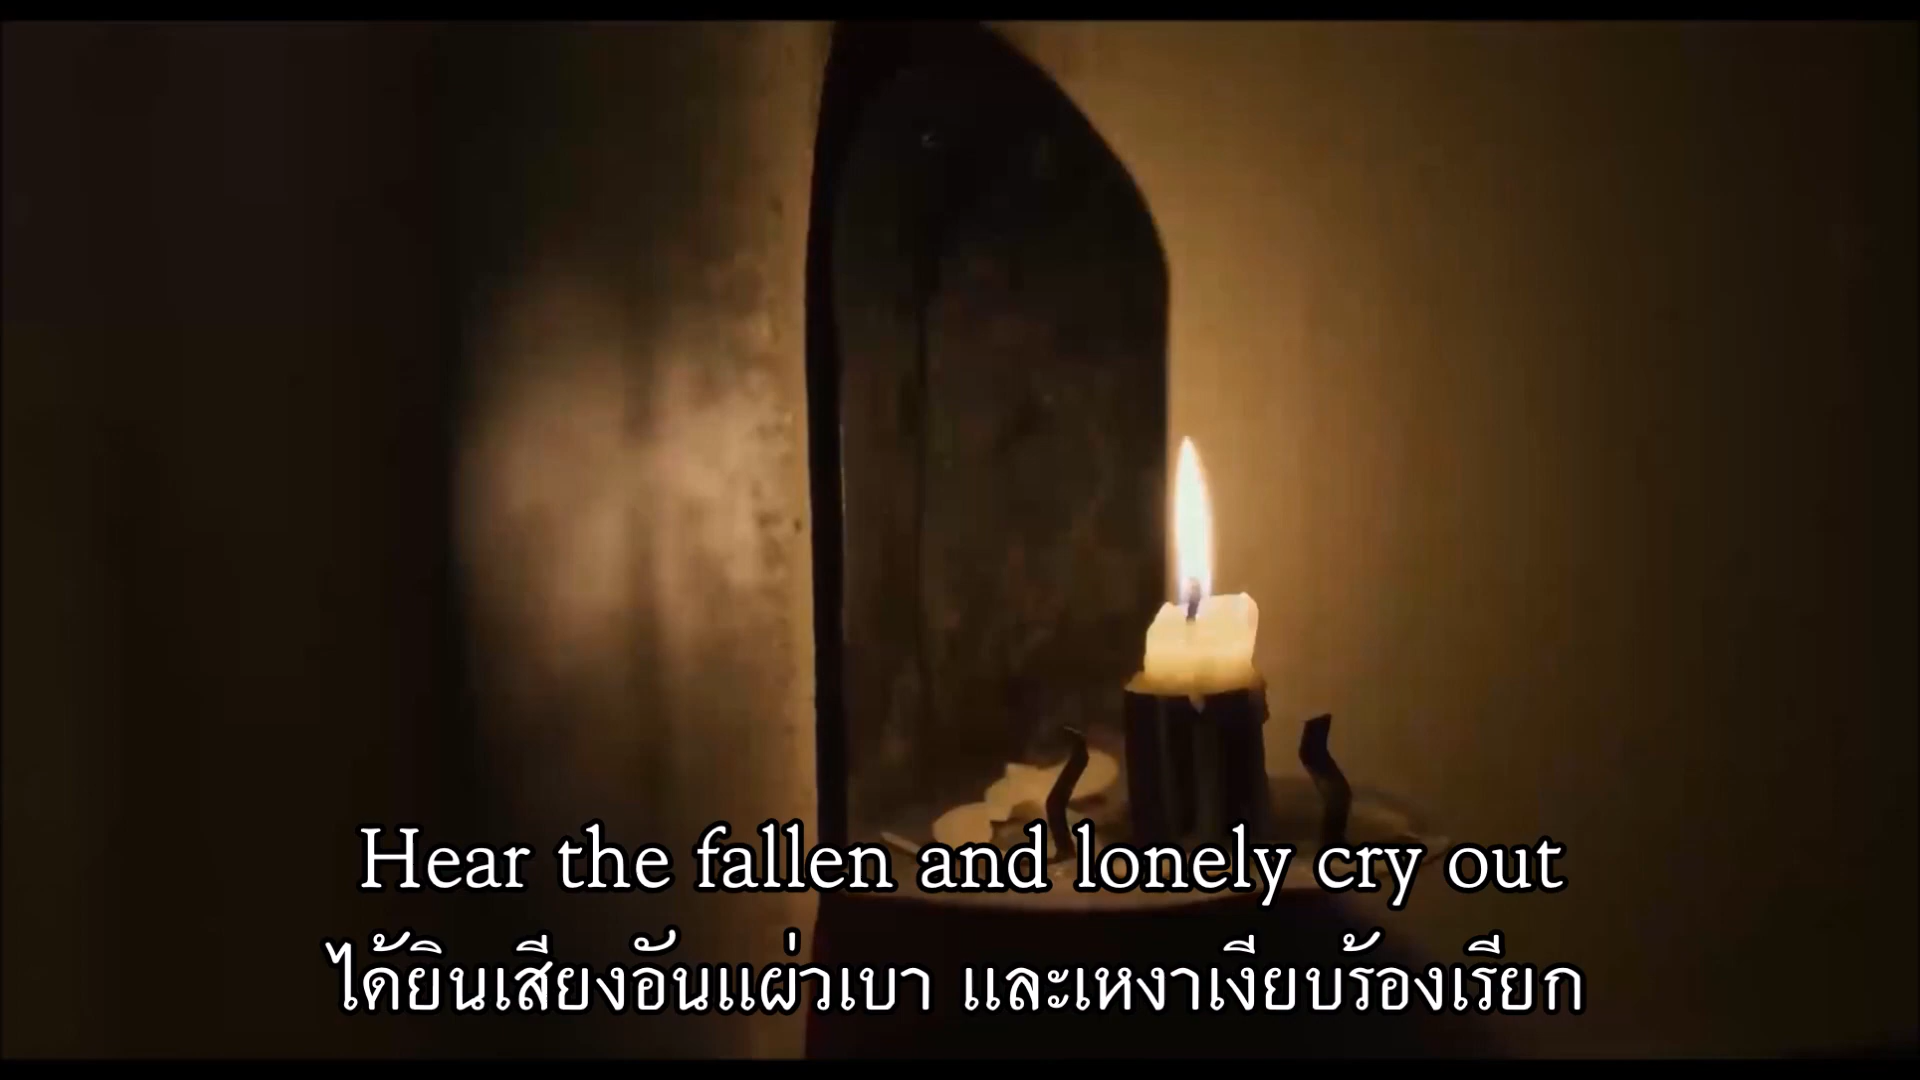 Hear the fallen and lonely cry out
ได้ยินเสียงอันแผ่วเบา และเหงาเงียบร้องเรียก